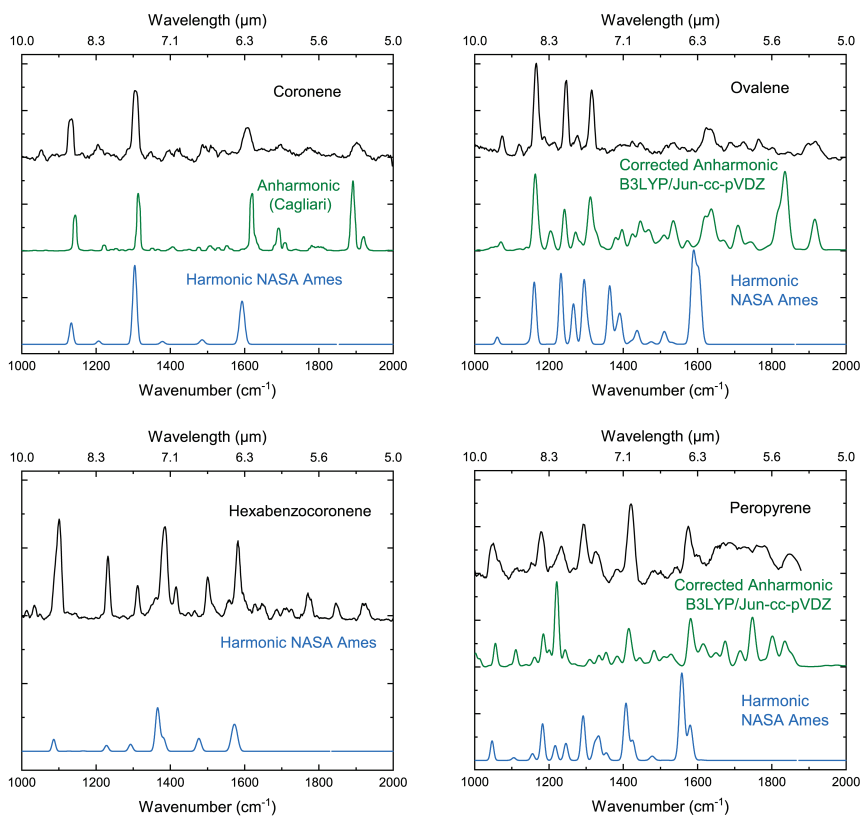 Wavelength (μm)
10.0 8.3 7.1 6.3 5.6 5.0
Coronene
Anharmonic
(Cagliari)
Harmonic NASA Ames
1000 1200 1400 1600 1800 2000
Wavenumber (cm⁻¹)
Wavelength (μm)
10.0 8.3 7.1 6.3 5.6 5.0
Ovalene
Corrected Anharmonic
B3LYP/Jun-cc-pVDZ
Harmonic
NASA Ames
1000 1200 1400 1600 1800 2000
Wavenumber (cm⁻¹)
Wavelength (μm)
10.0 8.3 7.1 6.3 5.6 5.0
Hexabenzocoronene
Harmonic NASA Ames
1000 1200 1400 1600 1800 2000
Wavenumber (cm⁻¹)
Wavelength (μm)
10.0 8.3 7.1 6.3 5.6 5.0
Peropyrene
Corrected Anharmonic
B3LYP/Jun-cc-pVDZ
Harmonic
NASA Ames
1000 1200 1400 1600 1800 2000
Wavenumber (cm⁻¹)